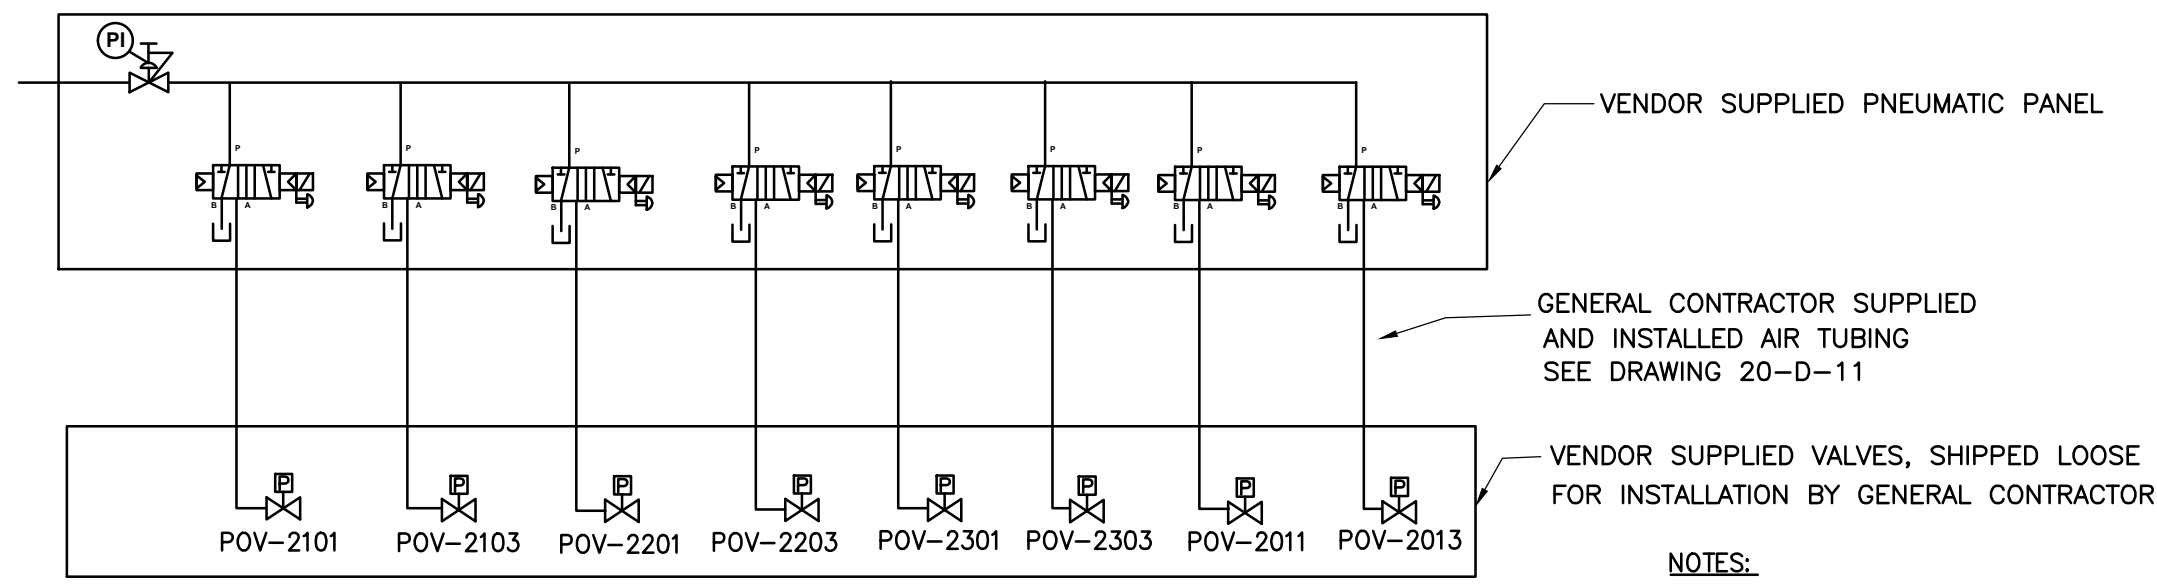 PI
VENDOR SUPPLIED PNEUMATIC PANEL
P P P P P P P P
B A B A B A B A B A B A B A B A
GENERAL CONTRACTOR SUPPLIED
AND INSTALLED AIR TUBING
SEE DRAWING 20-D-11
VENDOR SUPPLIED VALVES, SHIPPED LOOSE
FOR INSTALLATION BY GENERAL CONTRACTOR
P P P P P P P P
POV-2101 POV-2103 POV-2201 POV-2203 POV-2301 POV-2303 POV-2011 POV-2013
NOTES: